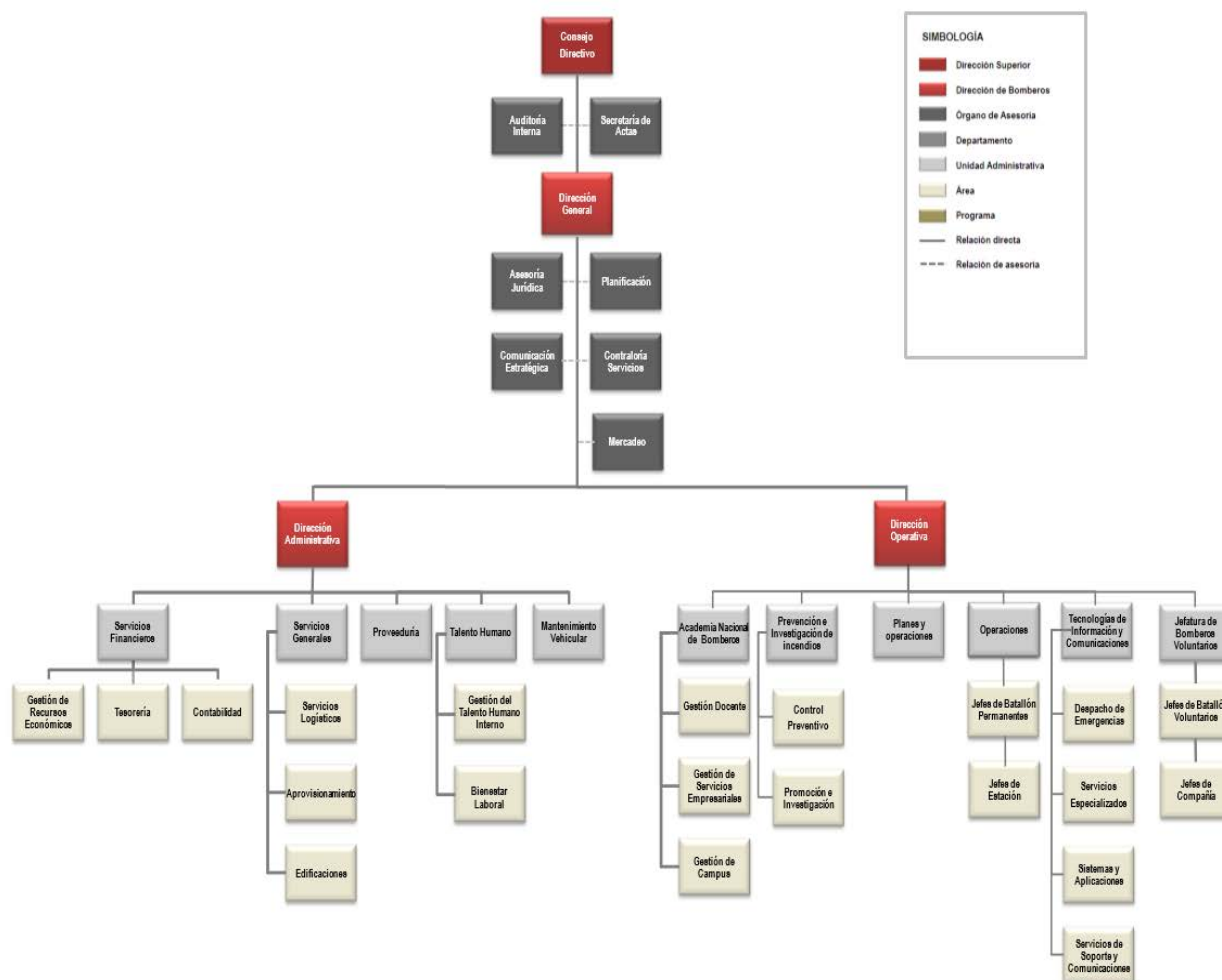 Consejo
Directivo
SIMBOLOGÍA
Dirección Superior
Dirección de Bomberos
Órgano de Asesoría
Departamento
Unidad Administrativa
Área
Programa
Relación directa
Relación de asesoría
Auditoría
Interna
Secretaría de
Actas
Dirección
General
Asesoría
Jurídica
Planificación
Comunicación
Estratégica
Contraloría
Servicios
Mercadeo
Dirección
Administrativa
Dirección
Operativa
Servicios
Financieros
Servicios
Generales
Proveeduría
Talento Humano
Mantenimiento
Vehicular
Academia Nacional
de Bomberos
Prevención e
Investigación de
incendios
Planes y
operaciones
Operaciones
Tecnologías de
Información y
Comunicaciones
Jefatura de
Bomberos
Voluntarios
Gestión de
Recursos
Económicos
Tesorería
Contabilidad
Servicios
Logísticos
Gestión del
Talento Humano
Interno
Gestión Docente
Control
Preventivo
Jefes de Batallón
Permanentes
Despacho de
Emergencias
Jefes de Batalló
Voluntarios
Aprovisionamiento
Bienestar
Laboral
Gestión de
Servicios
Empresariales
Promoción e
Investigación
Jefes de
Estación
Servicios
Especializados
Jefes de
Compañía
Edificaciones
Gestión de
Campus
Sistemas y
Aplicaciones
Servicios de
Soporte y
Comunicaciones